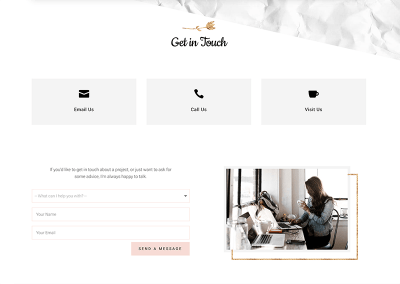 Get in Touch
Email Us
Call Us
Visit Us
If you'd like to get in touch about a project, or just want to ask for
some advice. It's always happy to talk
- What can I help you with? -
Your Name
Your Email
SEND A MESSAGE